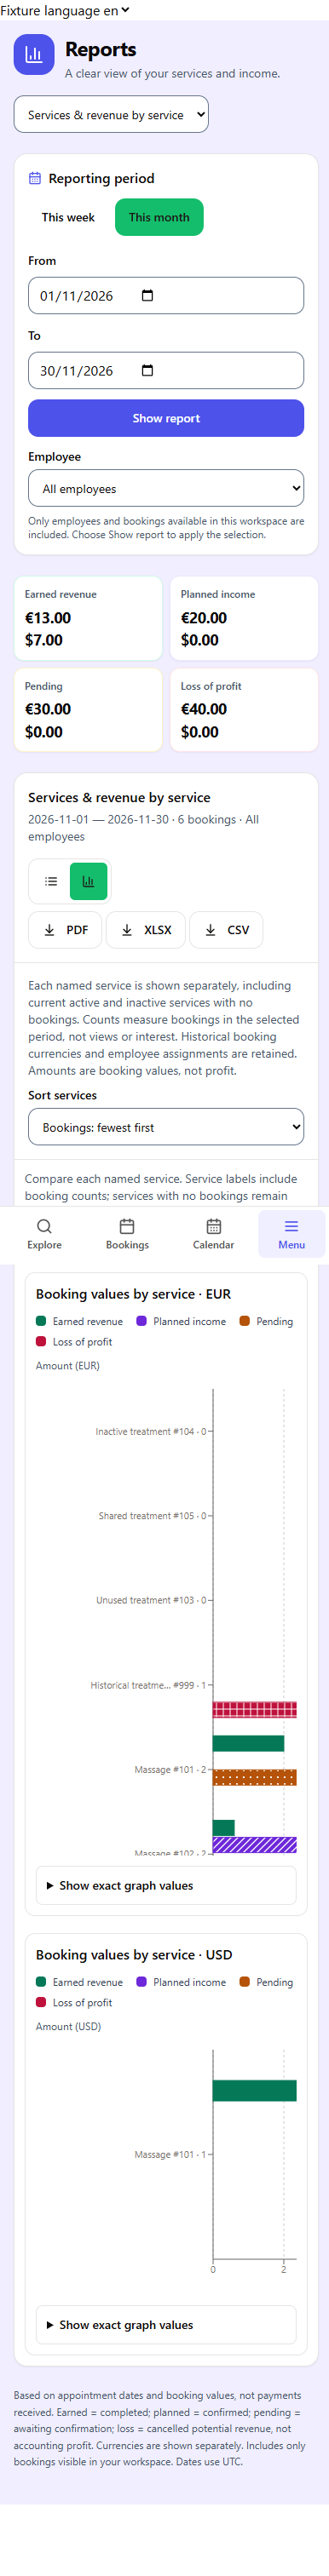 Fixture language en
Reports
A clear view of your services and income.
Services & revenue by service
Reporting period
This week
This month
From
01/11/2026
To
30/11/2026
Show report
Employee
All employees
Only employees and bookings available in this workspace are
included. Choose Show report to apply the selection.
Earned revenue
€13.00
$7.00
Planned income
€20.00
$0.00
Pending
€30.00
$0.00
Loss of profit
€40.00
$0.00
Services & revenue by service
2026-11-01 — 2026-11-30 · 6 bookings · All
employees
PDF
XLSX
CSV
Each named service is shown separately, including
current active and inactive services with no
bookings. Counts measure bookings in the selected
period, not views or interest. Historical booking
currencies and employee assignments are retained.
Amounts are booking values, not profit.
Sort services
Bookings: fewest first
Compare each named service. Service labels include
booking counts; services with no bookings remain
Explore
Bookings
Calendar
Menu
Booking values by service · EUR
Earned revenue
Planned income
Pending
Loss of profit
Amount (EUR)
Inactive treatment #104 · 0
Shared treatment #105 · 0
Unused treatment #103 · 0
Historical treatme... #999 · 1
Massage #101 · 2
Massage #102 · 2
Show exact graph values
Booking values by service · USD
Earned revenue
Planned income
Pending
Loss of profit
Amount (USD)
Massage #101 · 1
0
2
Show exact graph values
Based on appointment dates and booking values, not payments
received. Earned = completed; planned = confirmed; pending =
awaiting confirmation; loss = cancelled potential revenue, not
accounting profit. Currencies are shown separately. Includes only
bookings visible in your workspace. Dates use UTC.